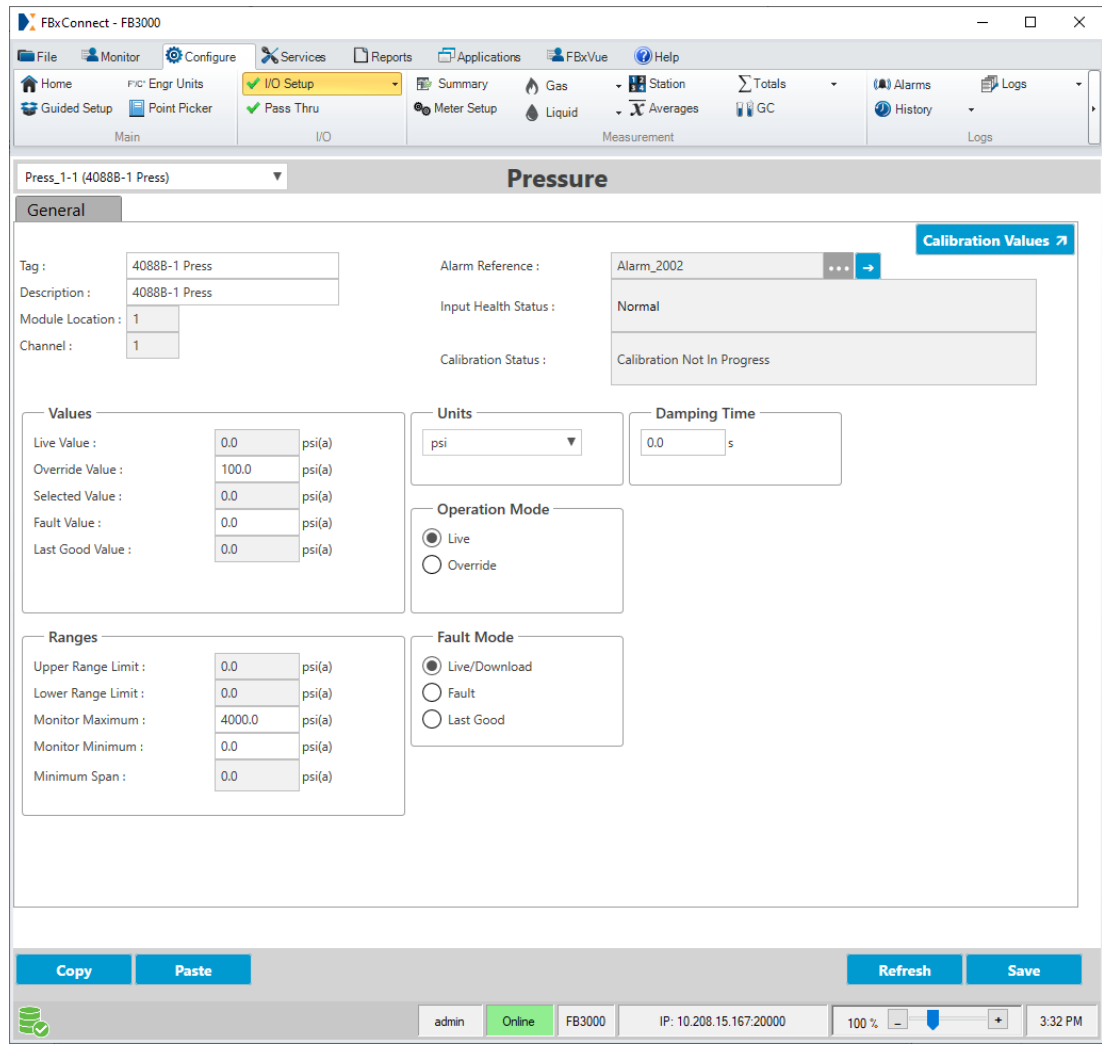 FBxConnect - FB3000
File Monitor Configure Services Reports Applications FBxVue Help
Home F/C° Engr Units I/O Setup Summary Gas Station Totals Alarms Logs
Guided Setup Point Picker Pass Thru Meter Setup Liquid Averages GC History
Main I/O Measurement Logs
Press_1-1 (4088B-1 Press) Pressure
General
Calibration Values
Tag : 4088B-1 Press Alarm Reference : Alarm_2002 ...
Description : 4088B-1 Press
Input Health Status : Normal
Module Location : 1
Channel : 1
Calibration Status : Calibration Not In Progress
Values Units Damping Time
Live Value : 0.0 psi(a) psi 0.0 s
Override Value : 100.0 psi(a)
Selected Value : 0.0 psi(a)
Operation Mode
Fault Value : 0.0 psi(a)
Live
Last Good Value : 0.0 psi(a)
Override
Ranges Fault Mode
Upper Range Limit : 0.0 psi(a) Live/Download
Lower Range Limit : 0.0 psi(a) Fault
Monitor Maximum : 4000.0 psi(a) Last Good
Monitor Minimum : 0.0 psi(a)
Minimum Span : 0.0 psi(a)
Copy Paste Refresh Save
admin Online FB3000 IP: 10.208.15.167:20000 100 % - + 3:32 PM